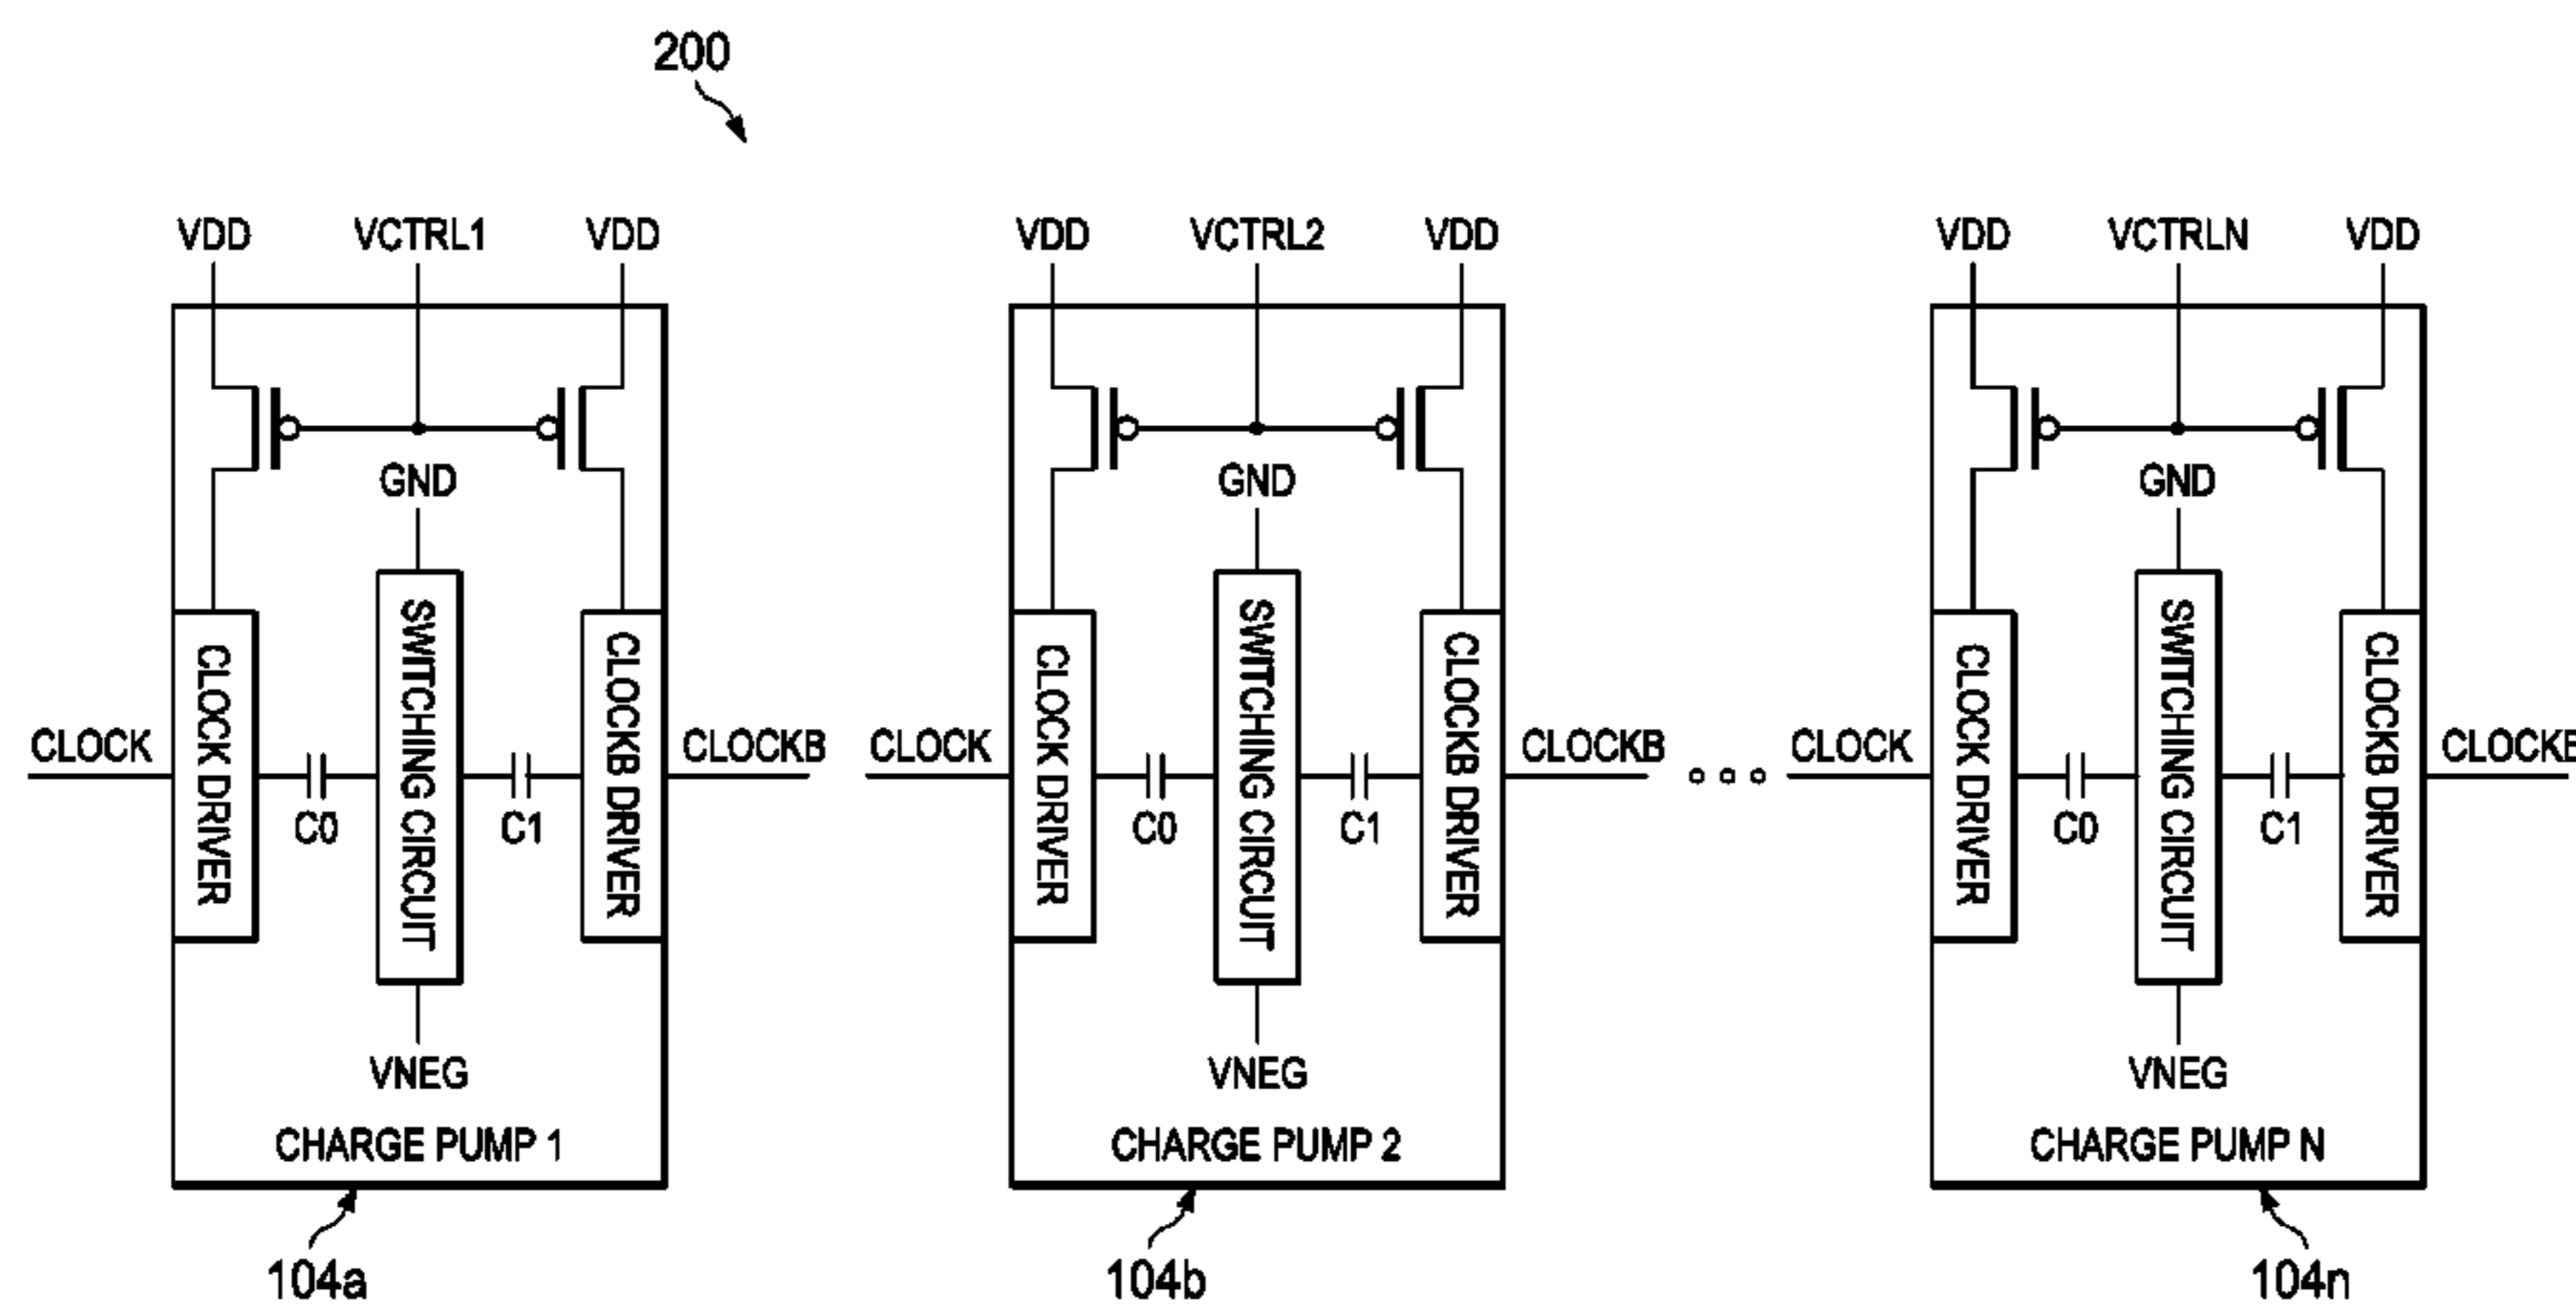 200
VDD VCTRL1 VDD
VDD VCTRL2 VDD
VDD VCTRLN VDD
GND
GND
GND
CLOCK
CLOCK DRIVER
C0
SWITCHING CIRCUIT
C1
CLOCKB DRIVER
CLOCKB
CLOCK
CLOCK DRIVER
C0
SWITCHING CIRCUIT
C1
CLOCKB DRIVER
CLOCKB
CLOCK
CLOCK DRIVER
C0
SWITCHING CIRCUIT
C1
CLOCKB DRIVER
CLOCKB
VNEG
VNEG
VNEG
CHARGE PUMP 1
CHARGE PUMP 2
CHARGE PUMP N
104a
104b
104n